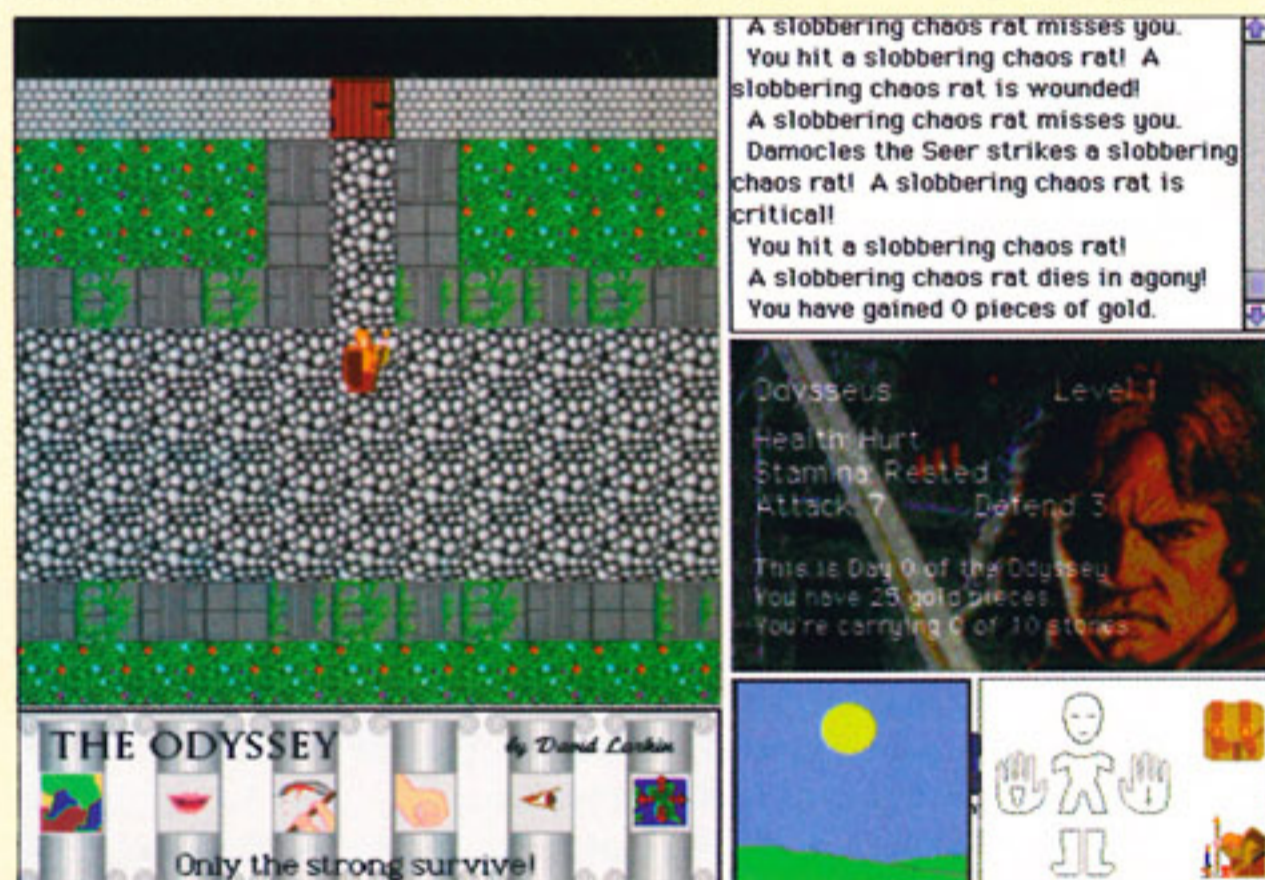 A slobbering chaos rat misses you.
You hit a slobbering chaos rat! A
slobbering chaos rat is wounded!
A slobbering chaos rat misses you.
Damocles the Seer strikes a slobbering
chaos rat! A slobbering chaos rat is
critical!
You hit a slobbering chaos rat!
A slobbering chaos rat dies in agony!
You have gained 0 pieces of gold.
Odysseus Level 1
Health: Hurt
Stamina: Rested
Attack: 7 Defend: 3
This is Day 0 of the Odyssey.
You have 25 gold pieces.
You're carrying 0 of 10 stones.
THE ODYSSEY by David Larkin
Only the strong survive!